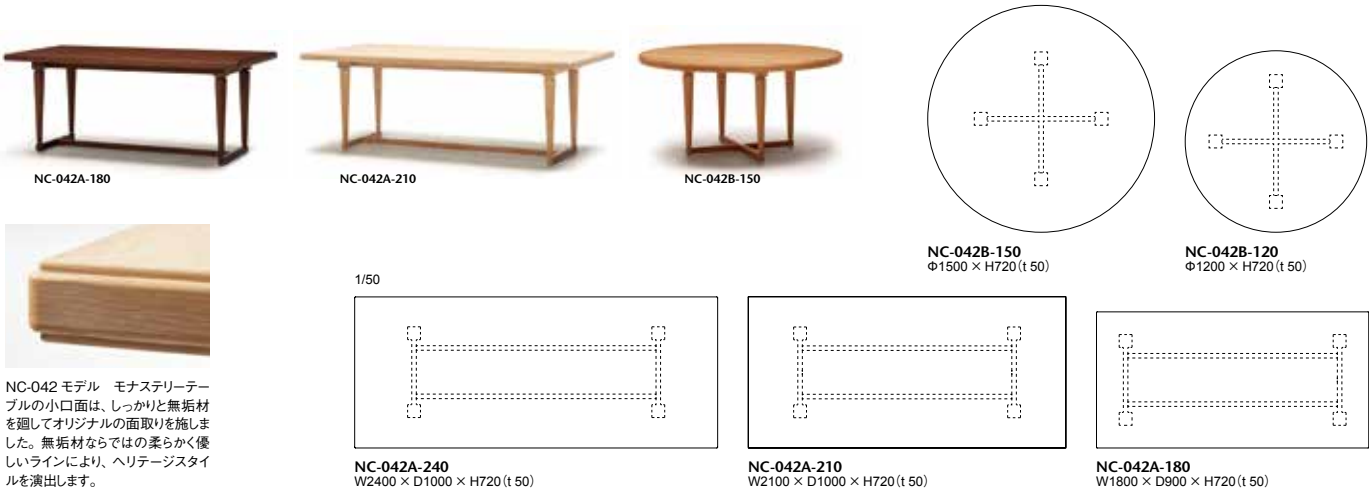 NC-042A-180
NC-042A-210
NC-042B-150
NC-042B-150
Φ1500 × H720(t 50)
NC-042B-120
Φ1200 × H720(t 50)
NC-042 モデル　モナステリーテー
ブルの小口面は、しっかりと無垢材
を廻してオリジナルの面取りを施しま
した。無垢材ならではの柔らかく優
しいラインにより、ヘリテージスタイ
ルを演出します。
1/50
NC-042A-240
W2400 × D1000 × H720(t 50)
NC-042A-210
W2100 × D1000 × H720(t 50)
NC-042A-180
W1800 × D900 × H720(t 50)